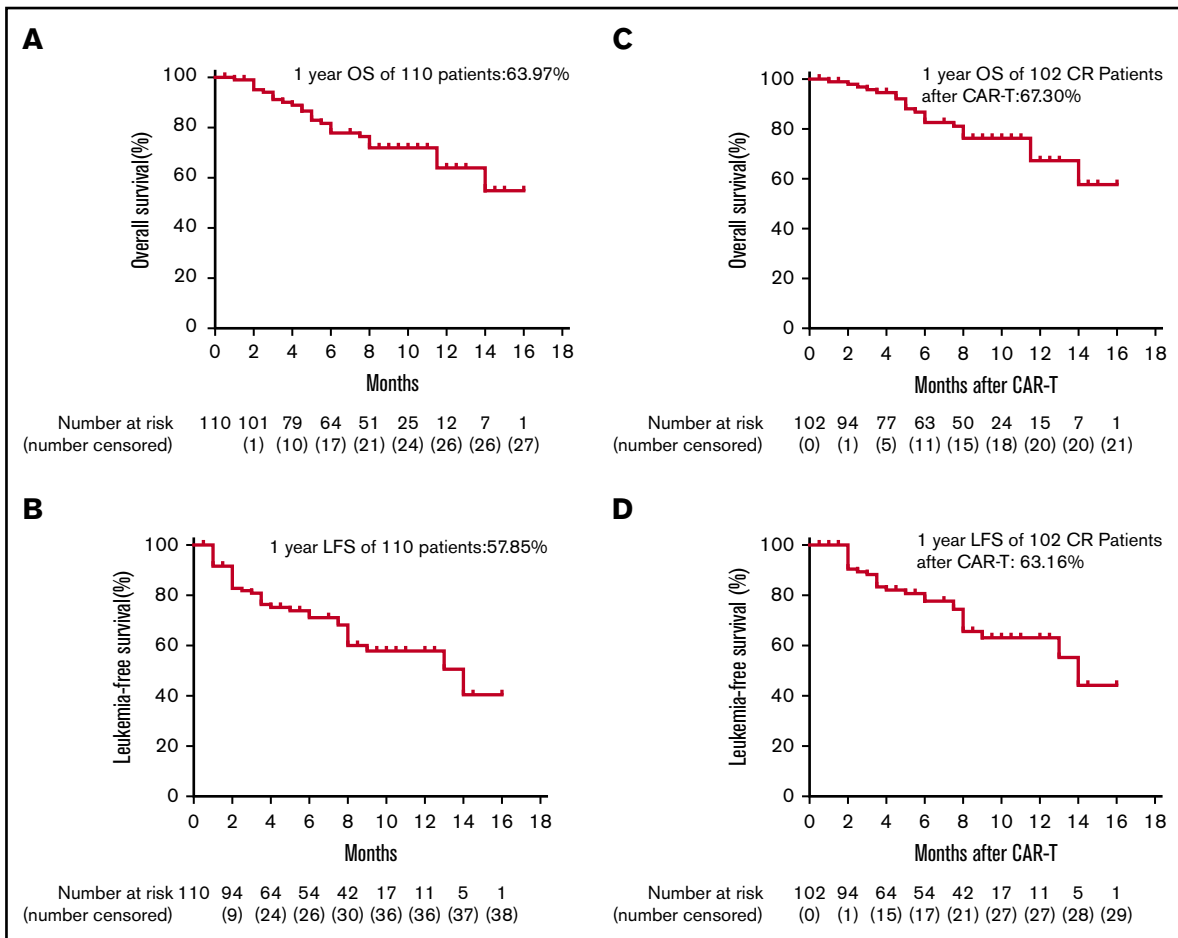 A
1 year OS of 110 patients:63.97%
Overall survival(%)
100
80
60
40
20
0
0 2 4 6 8 10 12 14 16 18
Months
Number at risk 110 101 79 64 51 25 12 7 1
(number censored) (1) (10) (17) (21) (24) (26) (26) (27)
B
1 year LFS of 110 patients:57.85%
Leukemia-free survival(%)
100
80
60
40
20
0
0 2 4 6 8 10 12 14 16 18
Months
Number at risk 110 94 64 54 42 17 11 5 1
(number censored) (9) (24) (26) (30) (36) (36) (37) (38)
C
1 year OS of 102 CR Patients
after CAR-T:67.30%
Overall survival(%)
100
80
60
40
20
0
0 2 4 6 8 10 12 14 16 18
Months after CAR-T
Number at risk 102 94 77 63 50 24 15 7 1
(number censored) (0) (1) (5) (11) (15) (18) (20) (20) (21)
D
1 year LFS of 102 CR Patients
after CAR-T: 63.16%
Leukemia-free survival (%)
100
80
60
40
20
0
0 2 4 6 8 10 12 14 16 18
Months after CAR-T
Number at risk 102 94 64 54 42 17 11 5 1
(number censored) (0) (1) (15) (17) (21) (27) (27) (28) (29)